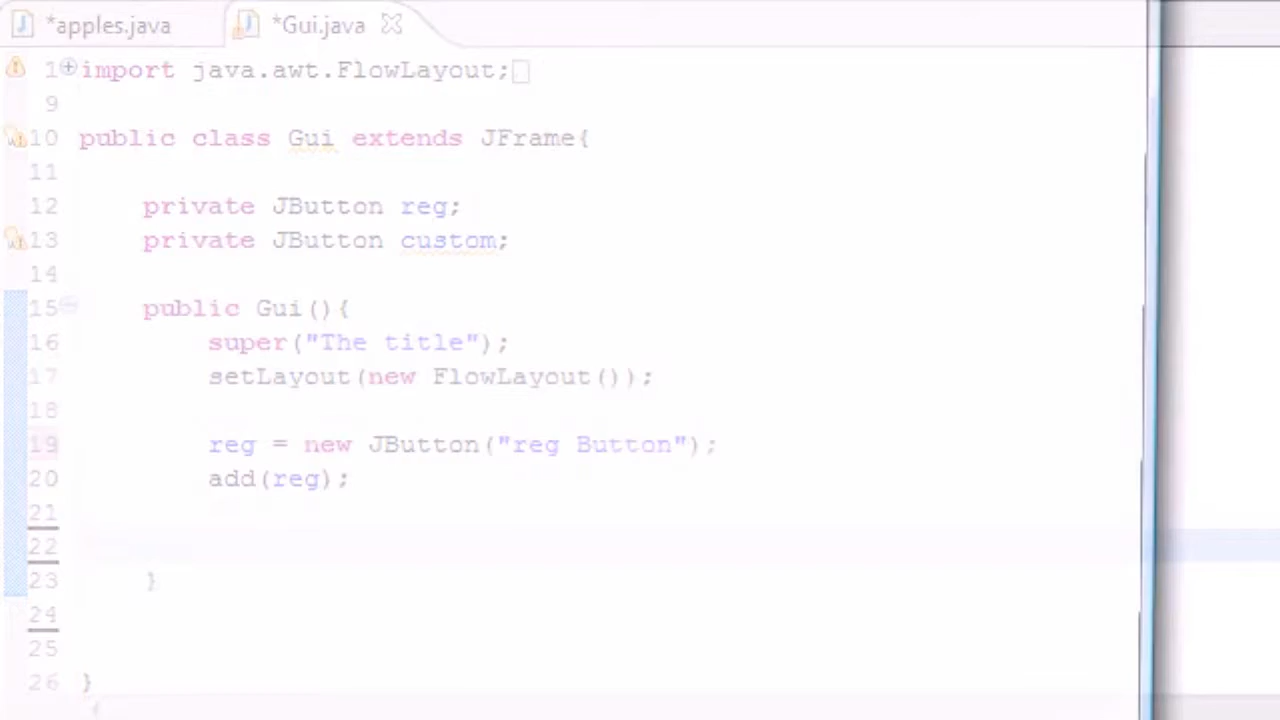 *apples.java
*Gui.java
1 import java.awt.FlowLayout;
9
10 public class Gui extends JFrame{
11
12 private JButton reg;
13 private JButton custom;
14
15 public Gui(){
16 super("The title");
17 setLayout(new FlowLayout());
18
19 reg = new JButton("reg Button");
20 add(reg);
21
22
23 }
24
25
26 }